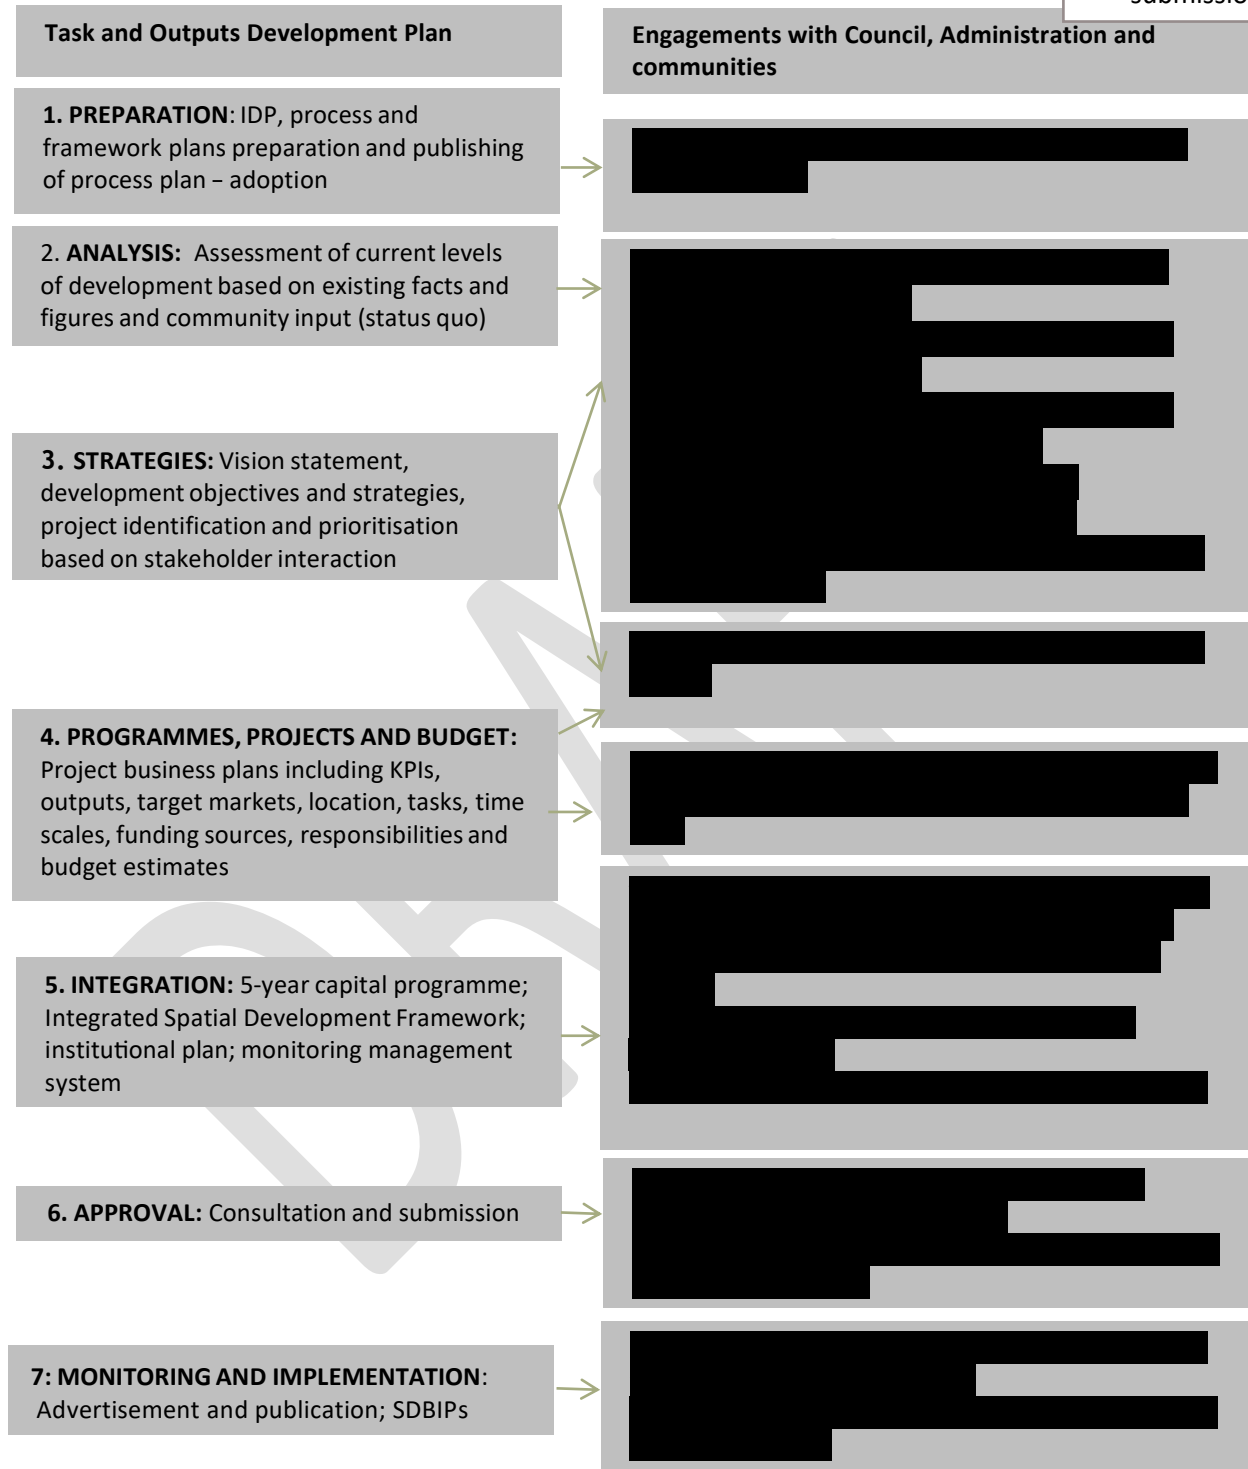 submissio
Task and Outputs Development Plan
Engagements with Council, Administration and
communities
1. PREPARATION: IDP, process and
framework plans preparation and publishing
of process plan – adoption
2. ANALYSIS: Assessment of current levels
of development based on existing facts and
figures and community input (status quo)
3. STRATEGIES: Vision statement,
development objectives and strategies,
project identification and prioritisation
based on stakeholder interaction
4. PROGRAMMES, PROJECTS AND BUDGET:
Project business plans including KPIs,
outputs, target markets, location, tasks, time
scales, funding sources, responsibilities and
budget estimates
5. INTEGRATION: 5-year capital programme;
Integrated Spatial Development Framework;
institutional plan; monitoring management
system
6. APPROVAL: Consultation and submission
7: MONITORING AND IMPLEMENTATION:
Advertisement and publication; SDBIPs